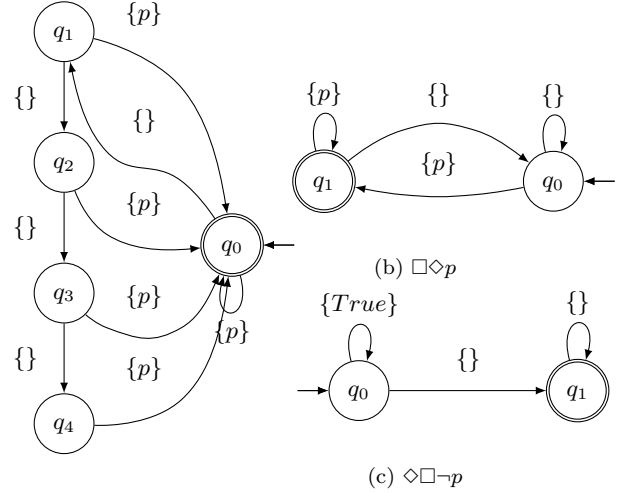 {p}
q₁
{}
{}
q₂
{p}
{}
q₀
q₃
{p}
{p}
{}
{p}
q₄
{p}
{}
{}
q₁
{p}
q₀
(b) □◇p
{True}
{}
{}
q₀
q₁
(c) ◇□¬p